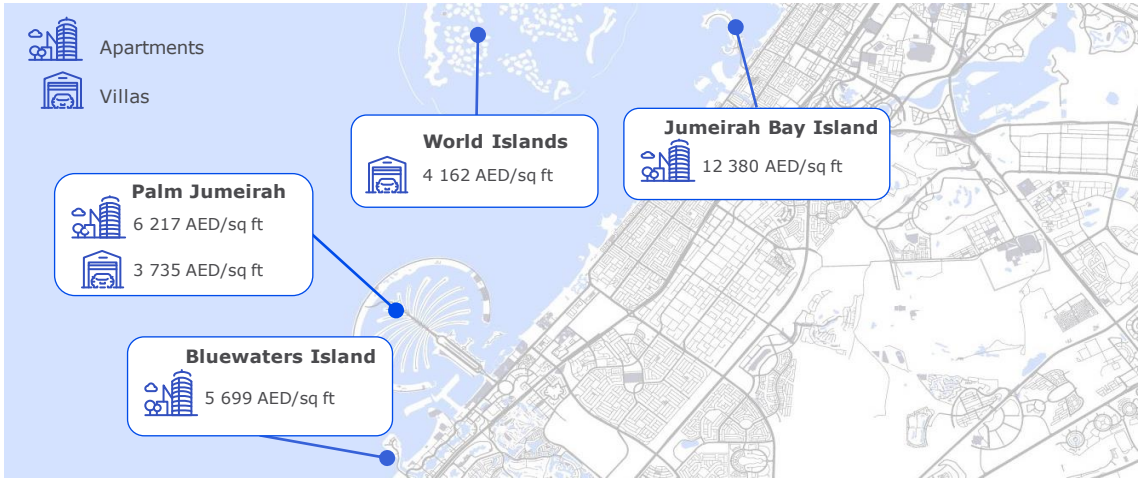 Apartments
Villas
World Islands
4 162 AED/sq ft
Jumeirah Bay Island
12 380 AED/sq ft
Palm Jumeirah
6 217 AED/sq ft
3 735 AED/sq ft
Bluewaters Island
5 699 AED/sq ft